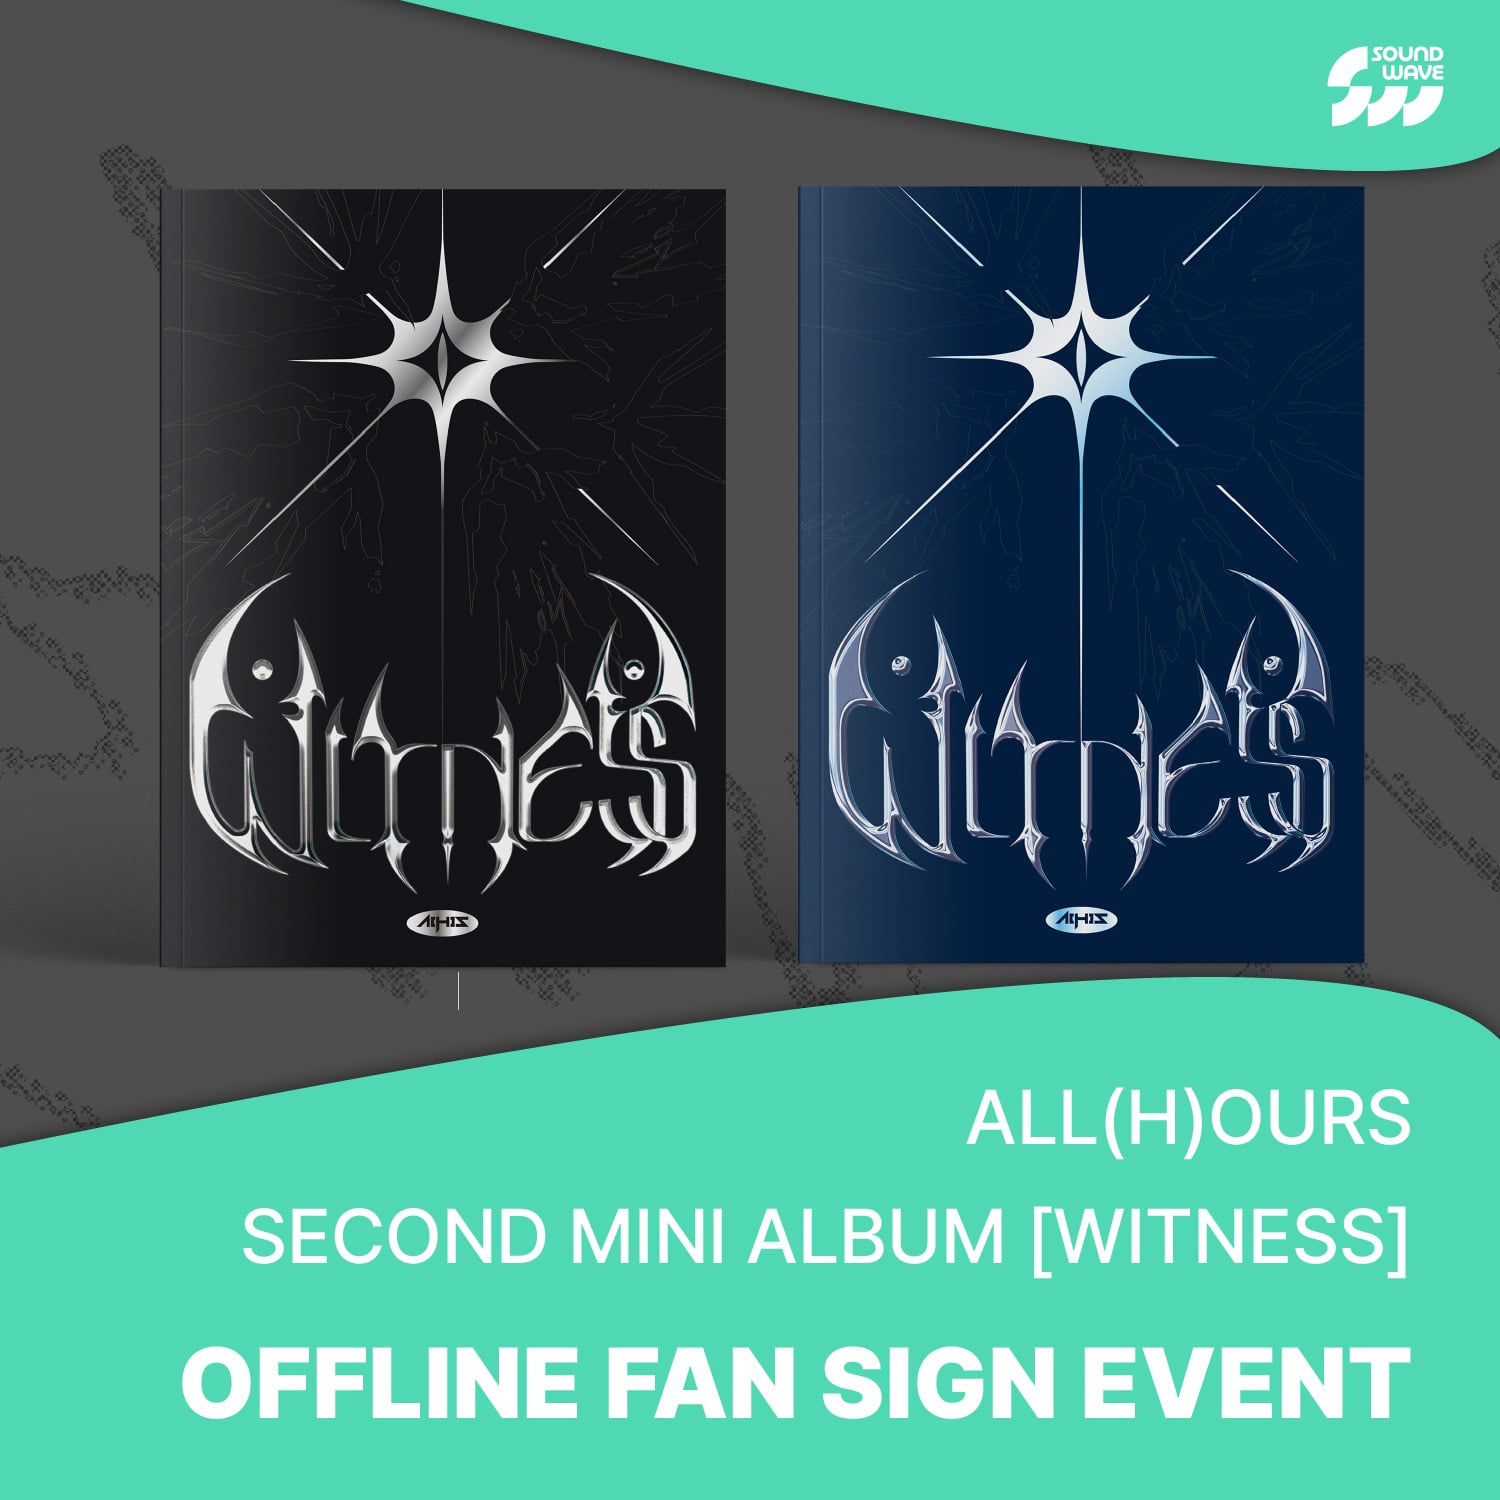 SOUND
WAVE
WITNESS
WITNESS
ALL(H)OURS
SECOND MINI ALBUM [WITNESS]
OFFLINE FAN SIGN EVENT